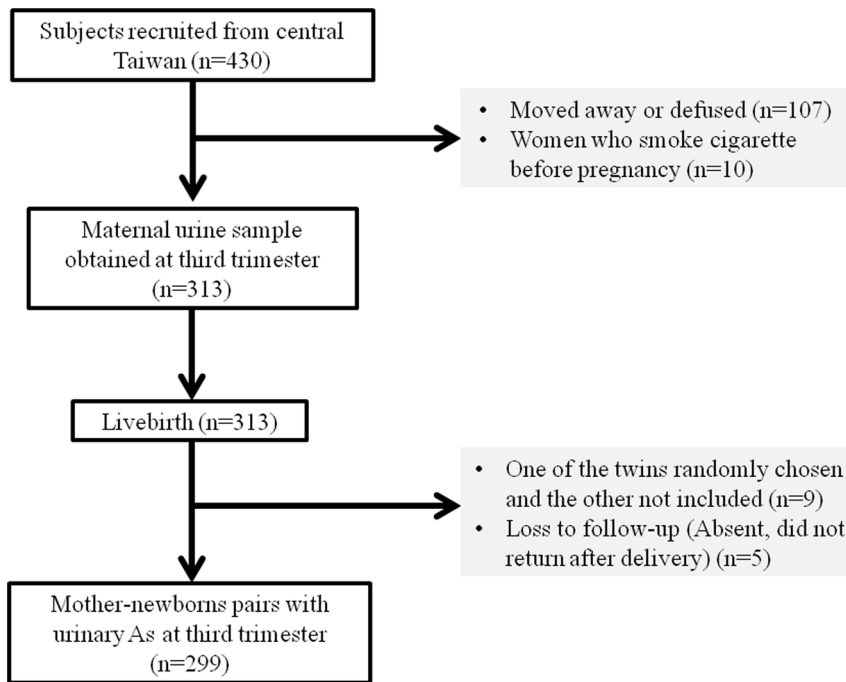 Subjects recruited from central
Taiwan (n=430)
• Moved away or defused (n=107)
• Women who smoke cigarette
before pregnancy (n=10)
Maternal urine sample
obtained at third trimester
(n=313)
Livebirth (n=313)
• One of the twins randomly chosen
and the other not included (n=9)
• Loss to follow-up (Absent, did not
return after delivery) (n=5)
Mother-newborns pairs with
urinary As at third trimester
(n=299)